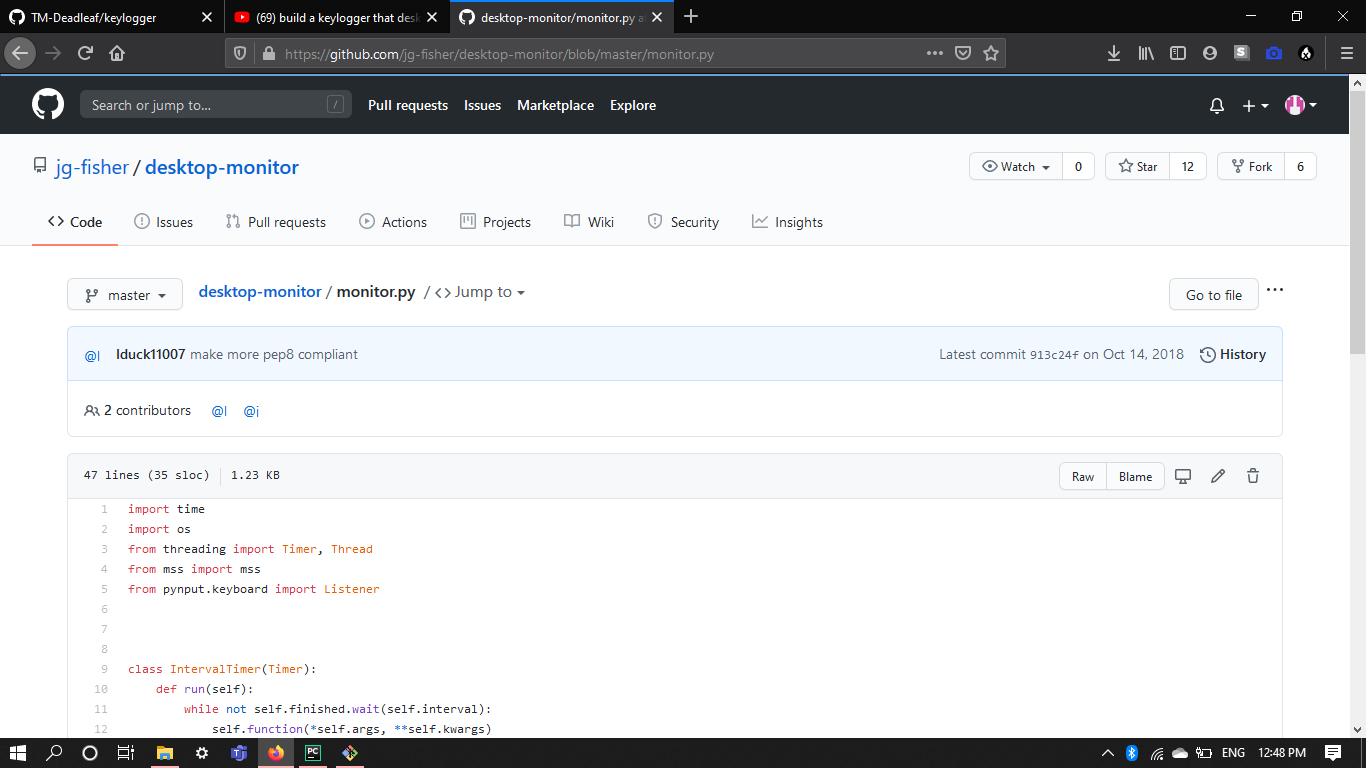 TM-Deadleaf/keylogger
(69) build a keylogger that desk
desktop-monitor/monitor.py a
https://github.com/jg-fisher/desktop-monitor/blob/master/monitor.py
Search or jump to...
/
Pull requests
Issues
Marketplace
Explore
jg-fisher / desktop-monitor
Watch 0
Star 12
Fork 6
Code
Issues
Pull requests
Actions
Projects
Wiki
Security
Insights
master
desktop-monitor / monitor.py / <> Jump to
Go to file
@l lduck11007 make more pep8 compliant
Latest commit 913c24f on Oct 14, 2018
History
2 contributors
@l @j
47 lines (35 sloc) 1.23 KB
Raw
Blame
1 import time
2 import os
3 from threading import Timer, Thread
4 from mss import mss
5 from pynput.keyboard import Listener
6
7
8
9 class IntervalTimer(Timer):
10 def run(self):
11 while not self.finished.wait(self.interval):
12 self.function(*self.args, **self.kwargs)
PC
ENG
12:48 PM